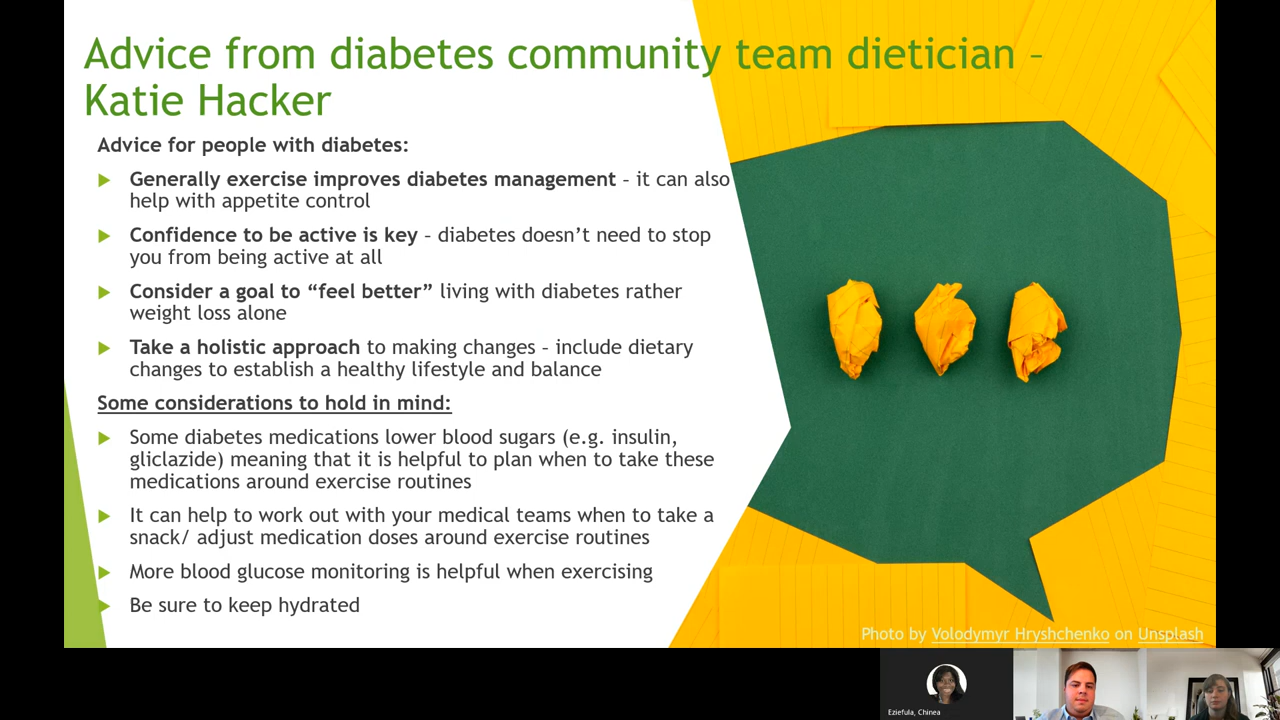 Advice from diabetes community team dietician –
Katie Hacker
Advice for people with diabetes:
Generally exercise improves diabetes management – it can also
help with appetite control
Confidence to be active is key – diabetes doesn’t need to stop
you from being active at all
Consider a goal to “feel better” living with diabetes rather
weight loss alone
Take a holistic approach to making changes – include dietary
changes to establish a healthy lifestyle and balance
Some considerations to hold in mind:
Some diabetes medications lower blood sugars (e.g. insulin,
gliclazide) meaning that it is helpful to plan when to take these
medications around exercise routines
It can help to work out with your medical teams when to take a
snack/ adjust medication doses around exercise routines
More blood glucose monitoring is helpful when exercising
Be sure to keep hydrated
Photo by Volodymyr Hryshchenko on Unsplash
Eziefula, Chinea